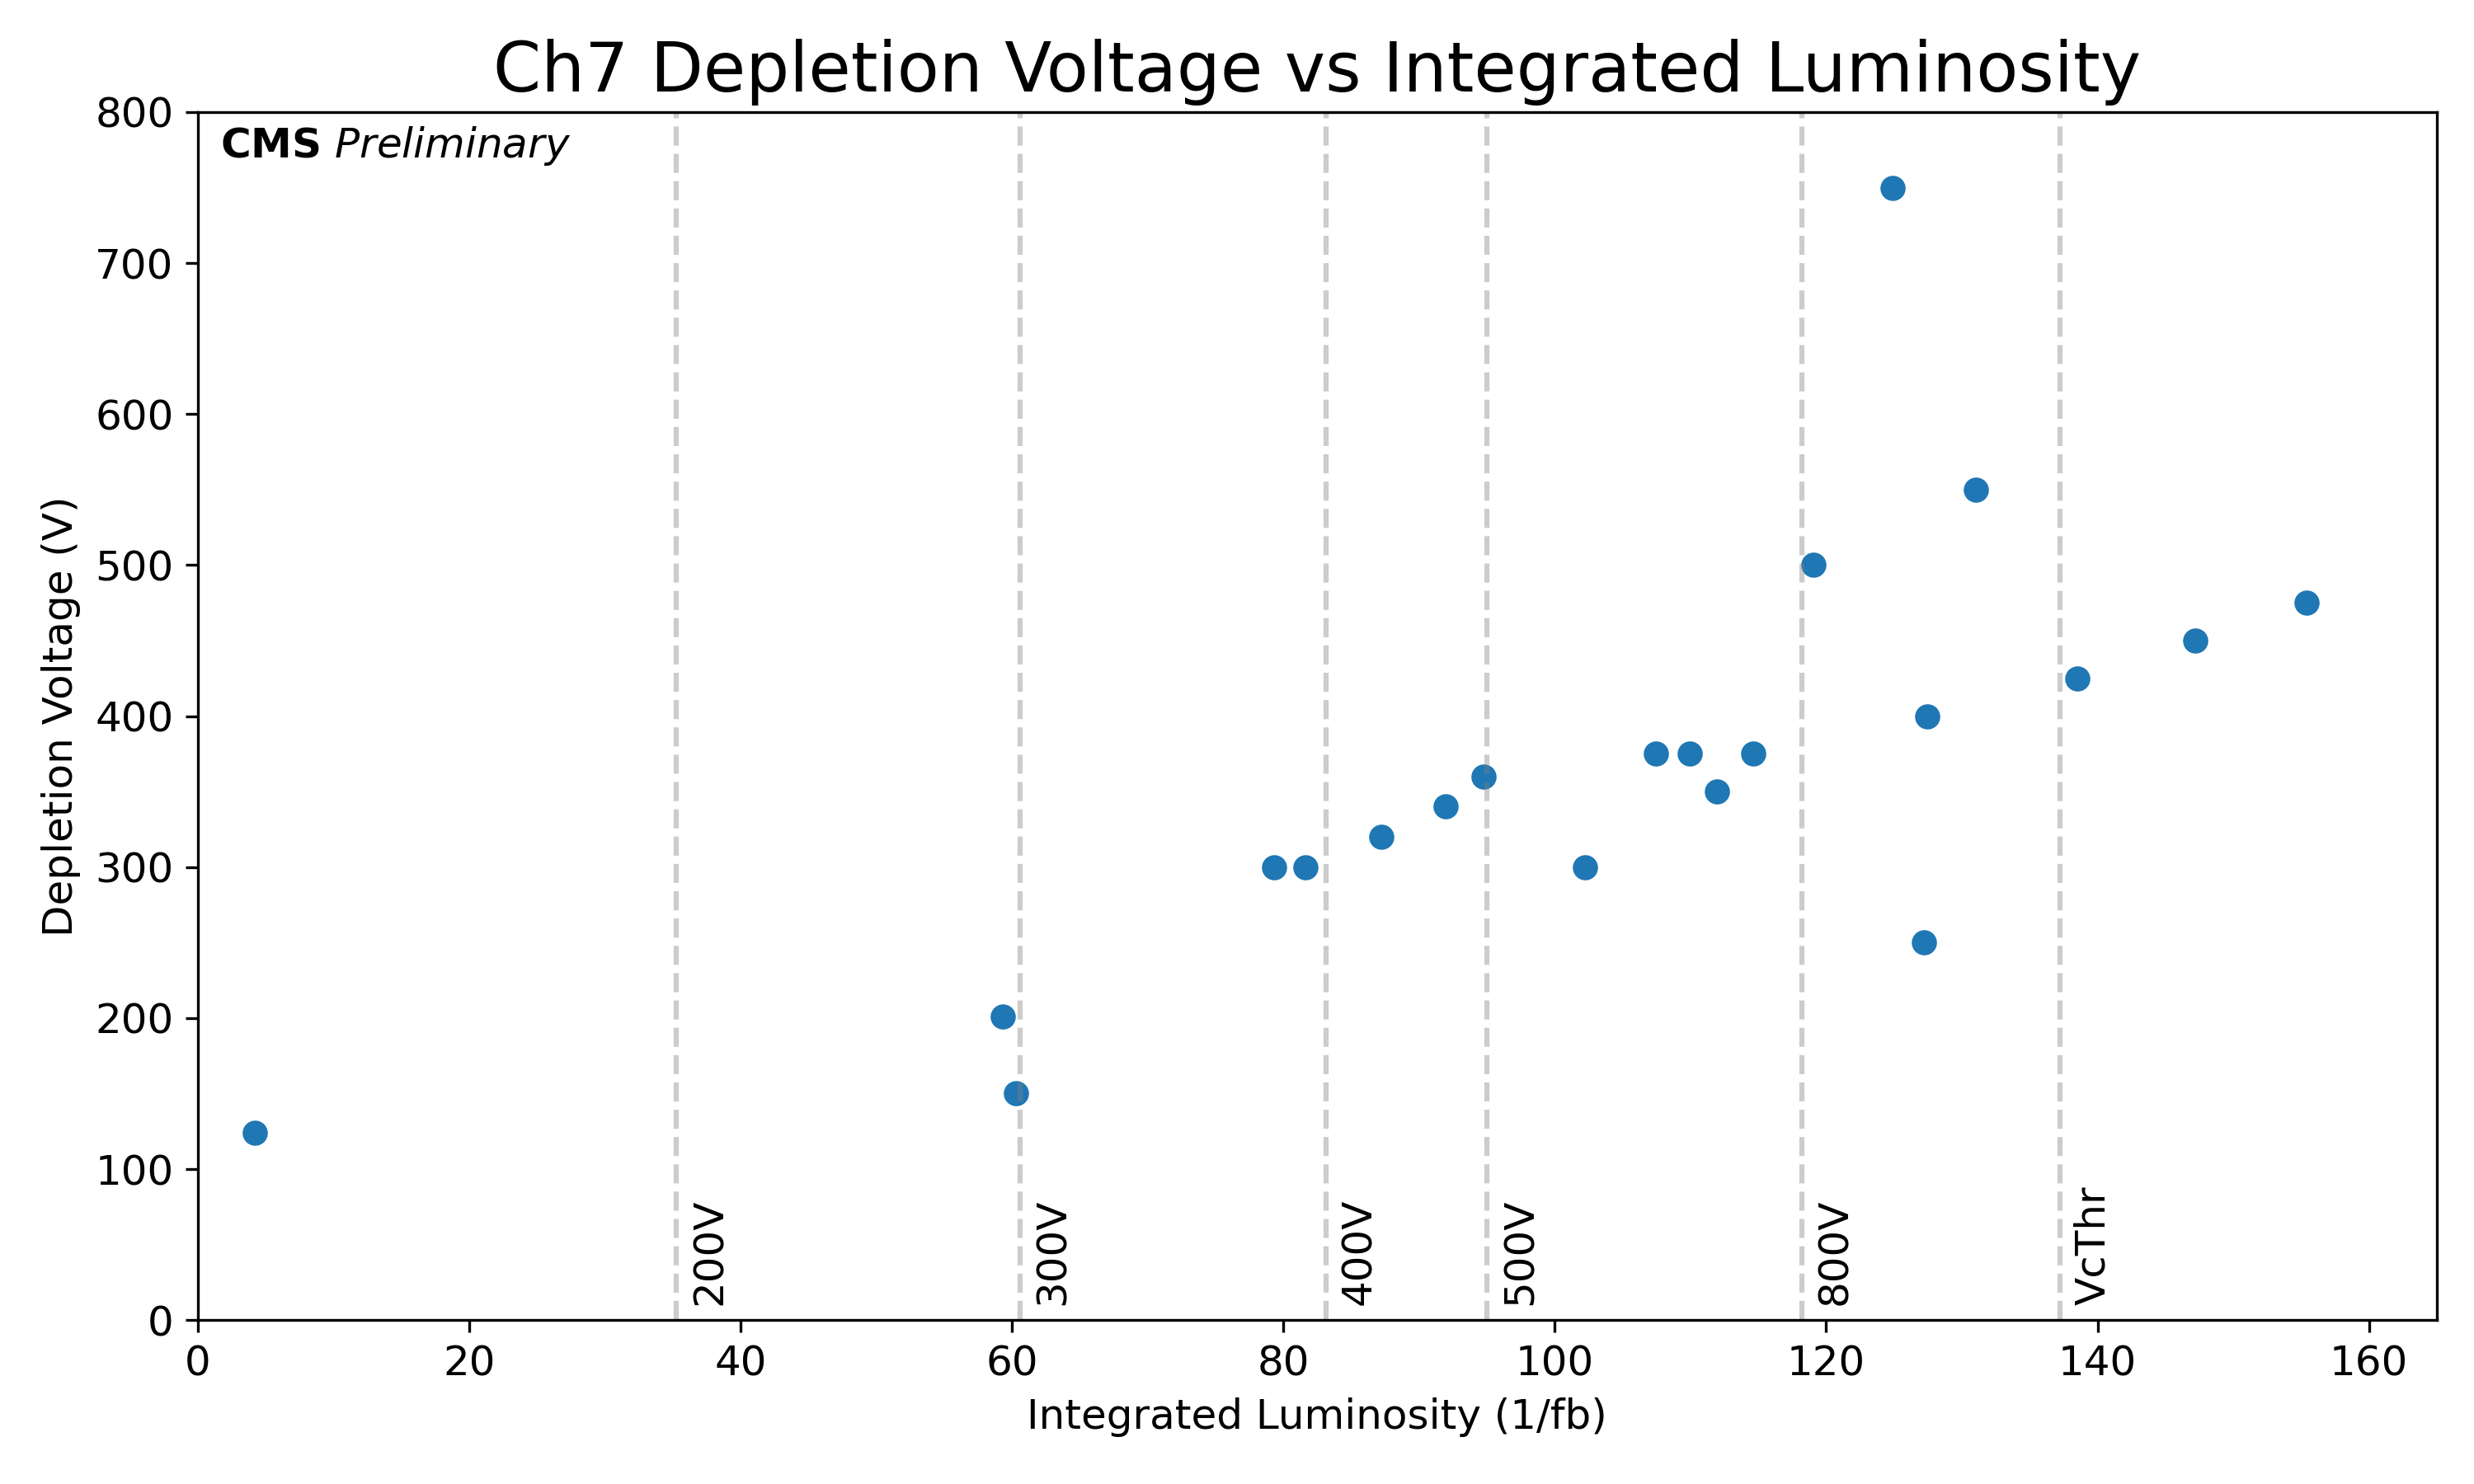 Ch7 Depletion Voltage vs Integrated Luminosity
CMS Preliminary
Depletion Voltage (V)
800
700
600
500
400
300
200
100
0
200V
300V
400V
500V
800V
VcThr
0 20 40 60 80 100 120 140 160
Integrated Luminosity (1/fb)